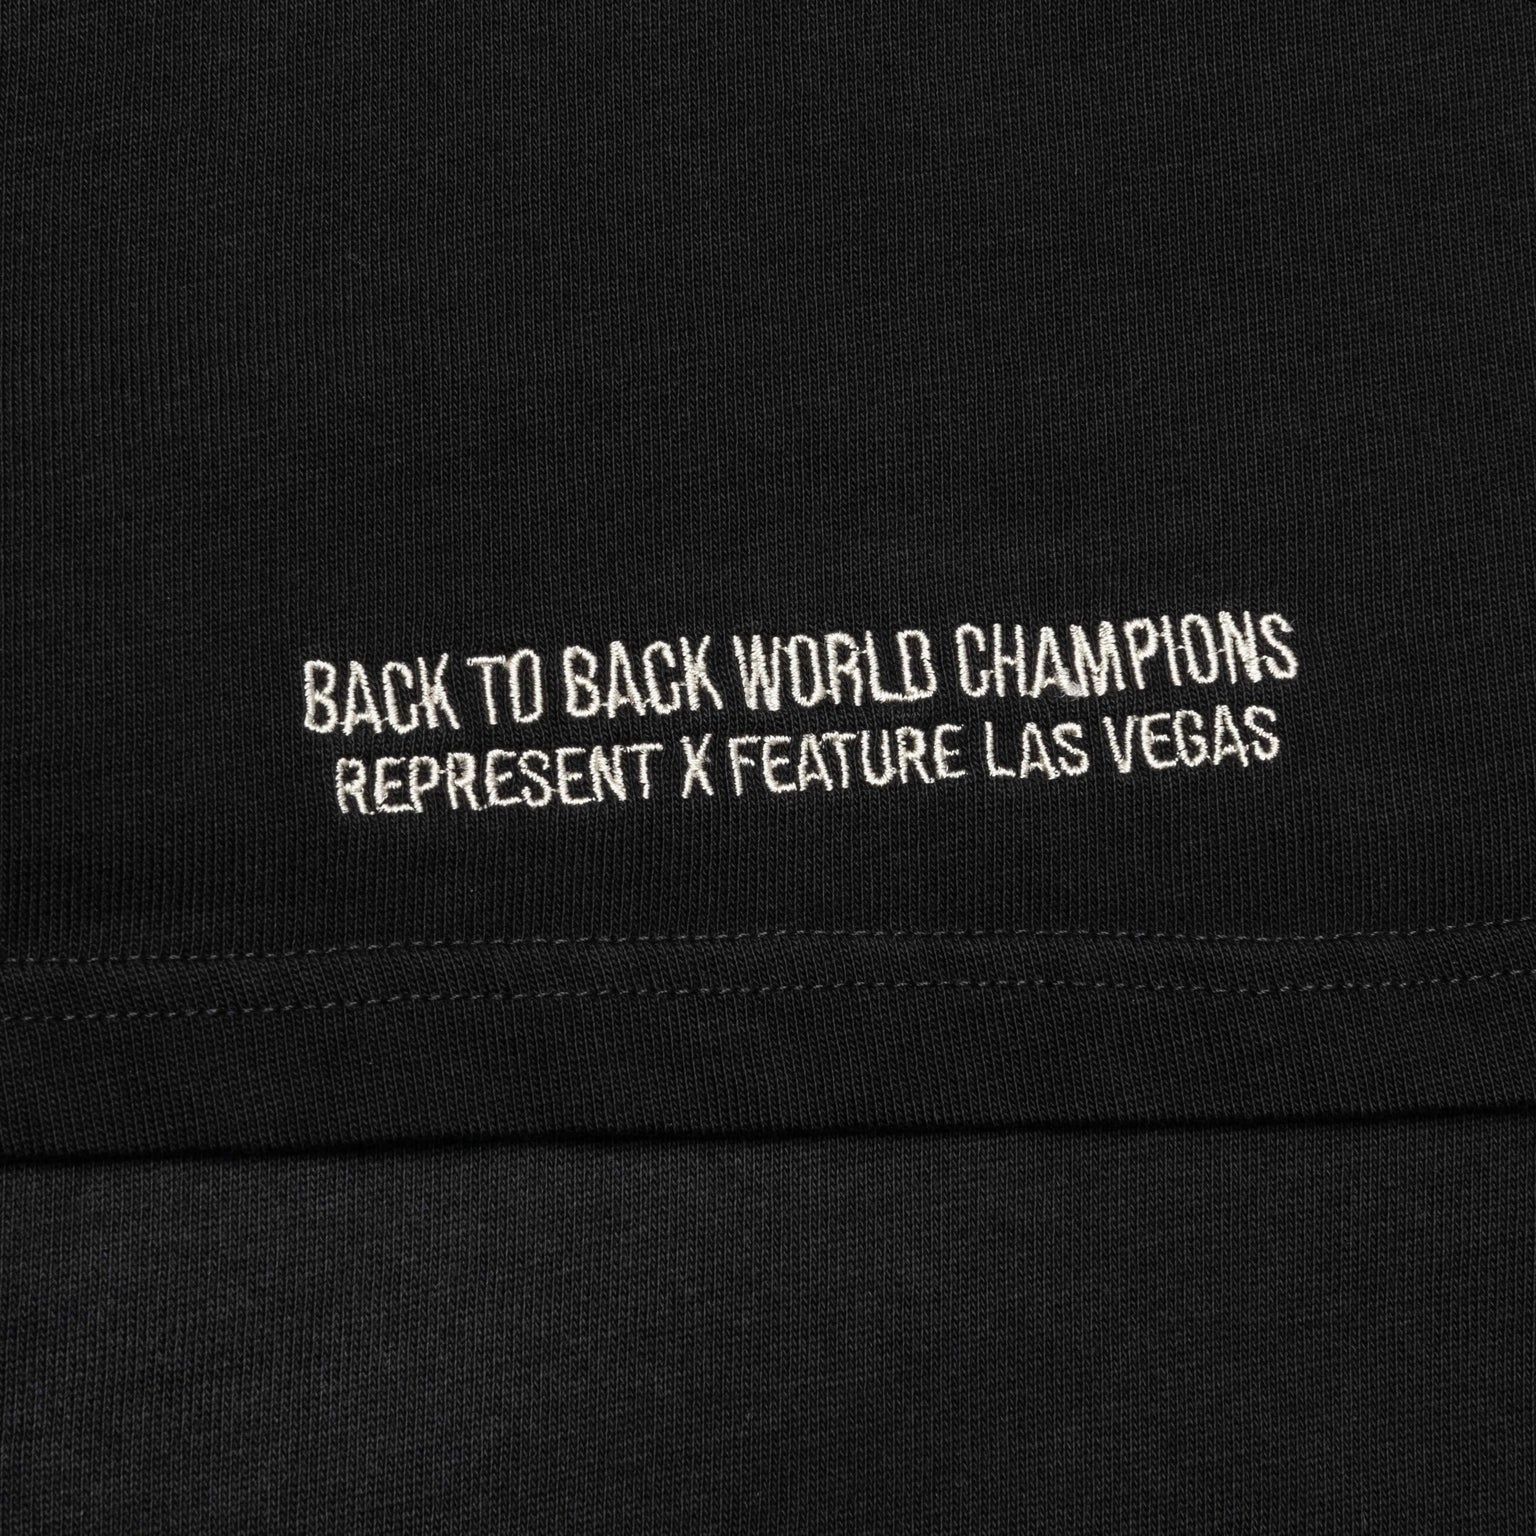 BACK TO BACK WORLD CHAMPIONS
REPRESENT X FEATURE LAS VEGAS